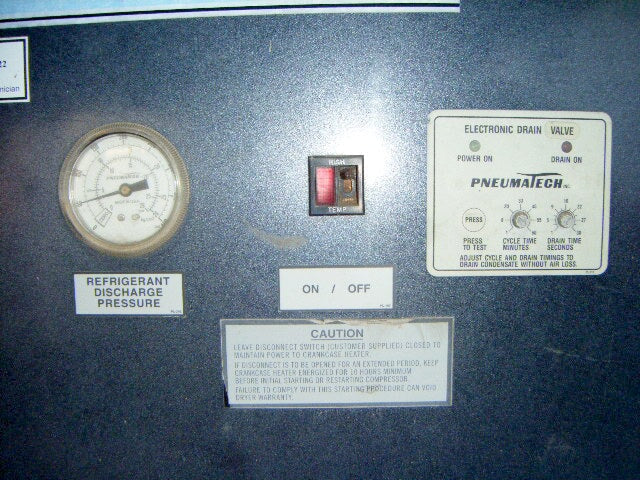 22
nician
PNEUMATECH
REFRIGERANT
DISCHARGE
PRESSURE
HIGH
TEMP
ON / OFF
ELECTRONIC DRAIN VALVE
POWER ON
DRAIN ON
PNEUMATECH INC.
PRESS
PRESS
TO TEST
CYCLE TIME
MINUTES
DRAIN TIME
SECONDS
ADJUST CYCLE AND DRAIN TIMINGS TO
DRAIN CONDENSATE WITHOUT AIR LOSS.
CAUTION
LEAVE DISCONNECT SWITCH (CUSTOMER SUPPLIED) CLOSED TO
MAINTAIN POWER TO CRANKCASE HEATER.
IF DISCONNECT IS TO BE OPENED FOR AN EXTENDED PERIOD, KEEP
CRANKCASE HEATER ENERGIZED FOR 10 HOURS MINIMUM
BEFORE INITIAL STARTING OR RESTARTING COMPRESSOR.
FAILURE TO COMPLY WITH THIS STARTING PROCEDURE CAN VOID
DRYER WARRANTY.